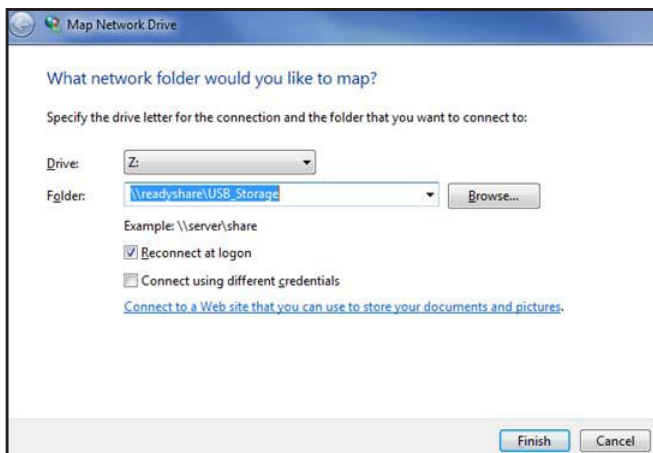 Map Network Drive
What network folder would you like to map?
Specify the drive letter for the connection and the folder that you want to connect to:
Drive: Z:
Folder: \\readyshare\USB_Storage Browse...
Example: \\server\share
Reconnect at logon
Connect using different credentials
Connect to a Web site that you can use to store your documents and pictures.
Finish Cancel